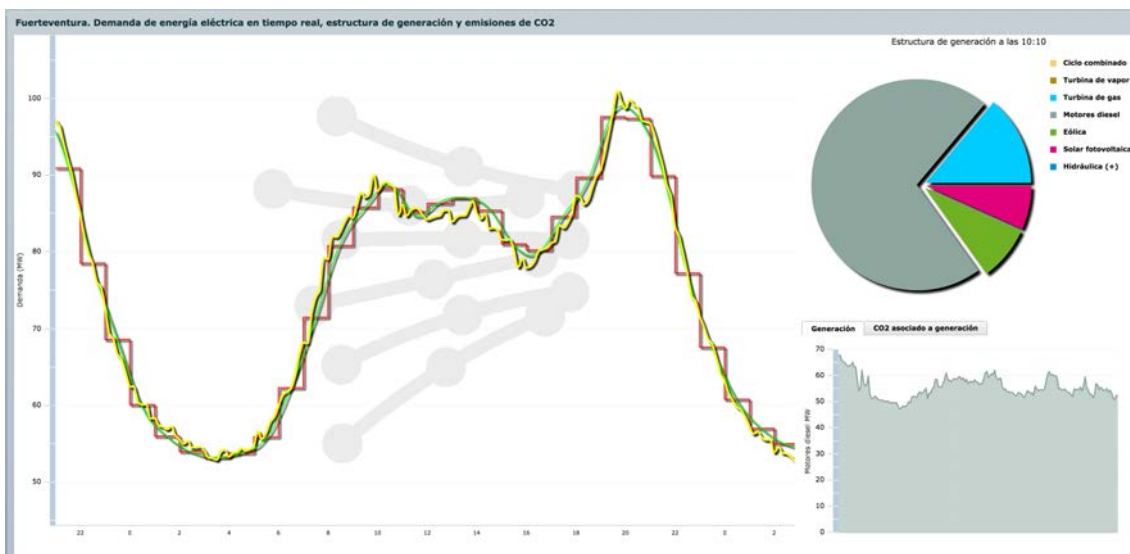 Fuerteventura. Demanda de energía eléctrica en tiempo real, estructura de generación y emisiones de CO2
Estructura de generación a las 10:10
Ciclo combinado
Turbina de vapor
Turbina de gas
Motores diesel
Eólica
Solar fotovoltaica
Hidráulica (+)
Demanda (MW)
100
90
80
70
60
50
22 0 2 4 6 8 10 12 14 16 18 20 22 0 2
Generación CO2 asociado a generación
Motores diesel MW
70
60
50
40
30
20
10
0